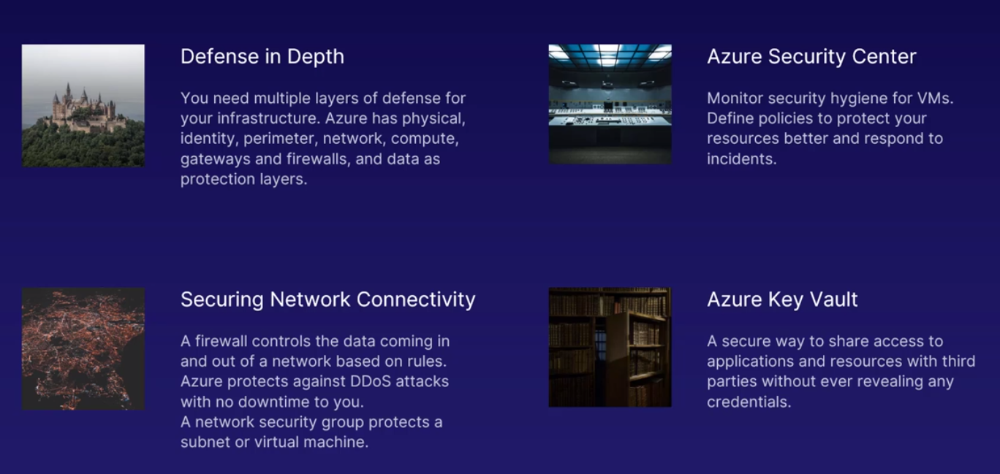 Defense in Depth
You need multiple layers of defense for
your infrastructure. Azure has physical,
identity, perimeter, network, compute,
gateways and firewalls, and data as
protection layers.
Azure Security Center
Monitor security hygiene for VMs.
Define policies to protect your
resources better and respond to
incidents.
Securing Network Connectivity
A firewall controls the data coming in
and out of a network based on rules.
Azure protects against DDoS attacks
with no downtime to you.
A network security group protects a
subnet or virtual machine.
Azure Key Vault
A secure way to share access to
applications and resources with third
parties without ever revealing any
credentials.